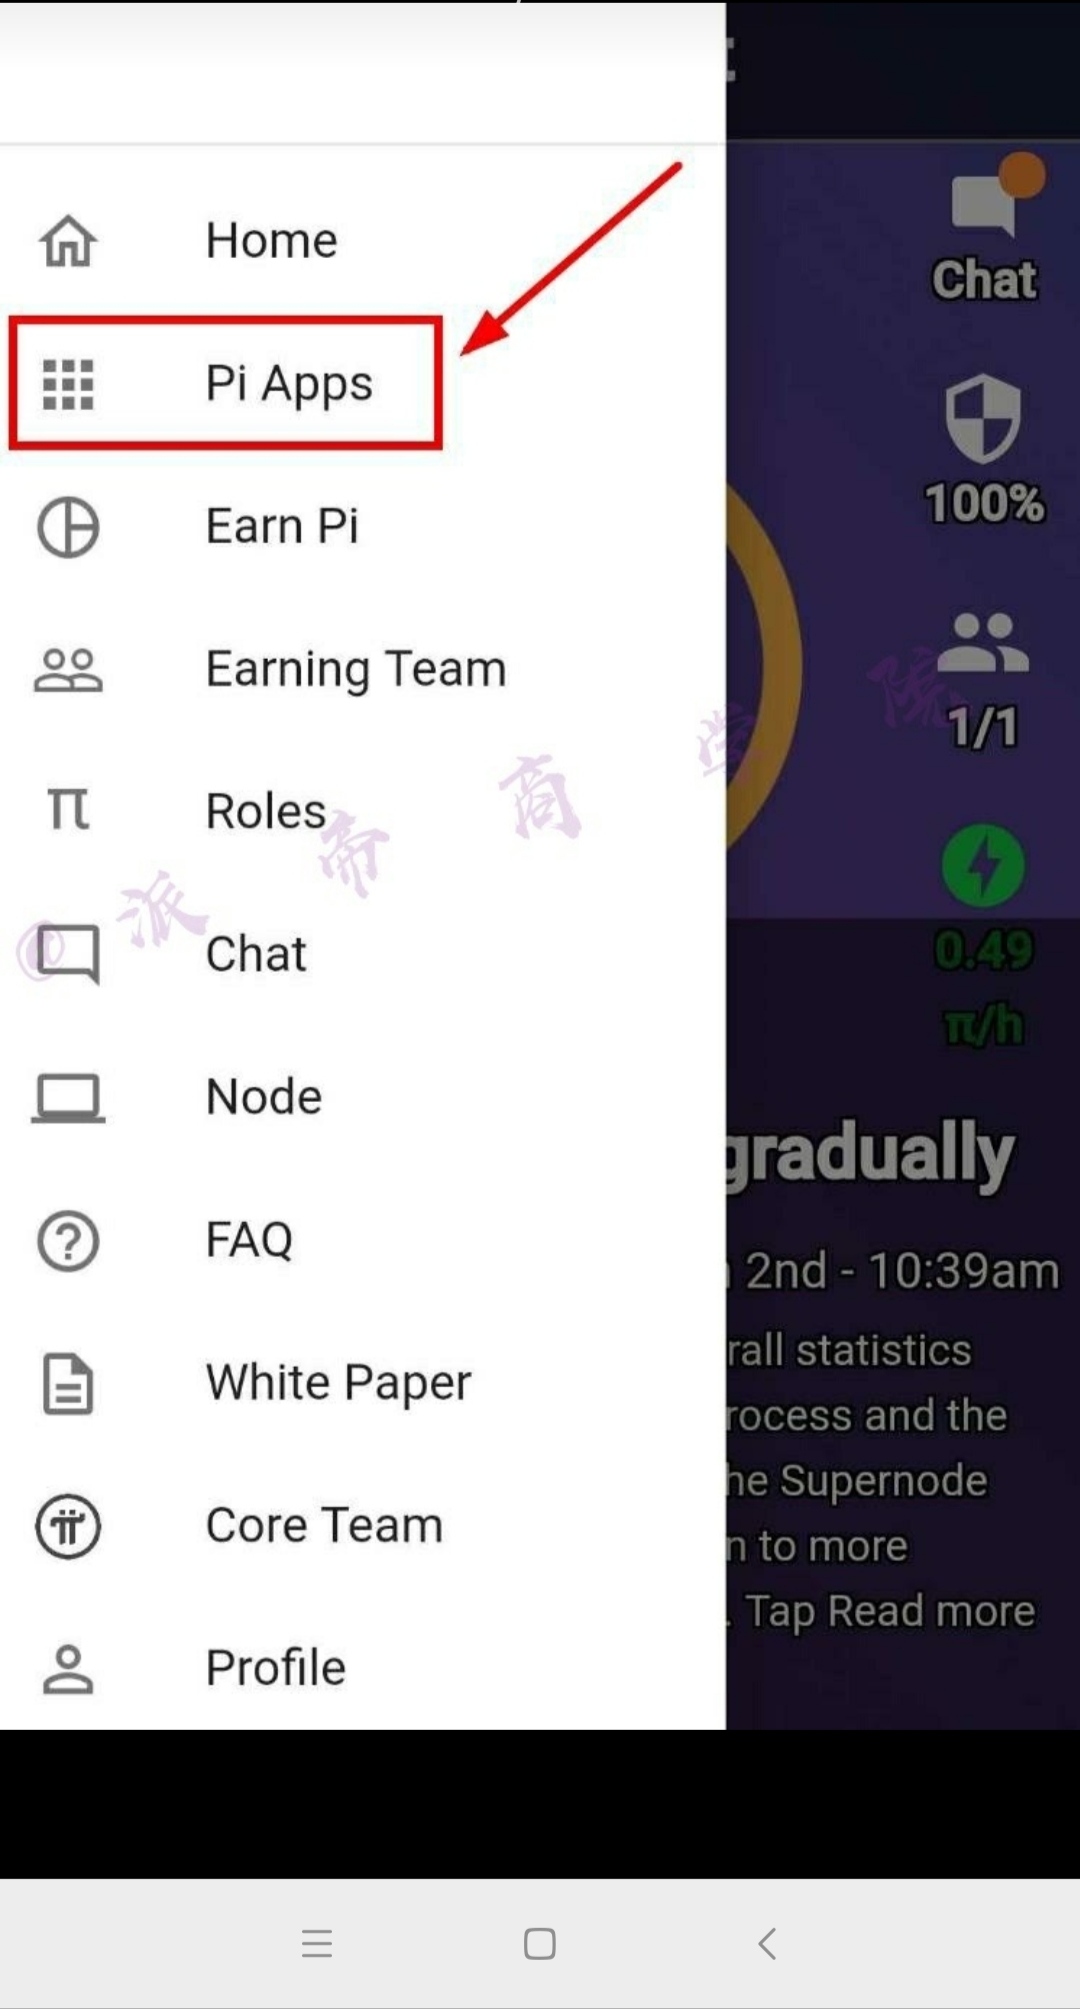 Home
Pi Apps
Earn Pi
Earning Team
π Roles
Chat
Node
FAQ
White Paper
Core Team
Profile
Chat
100%
1/1
0.49
π/h
gradually
2nd - 10:39am
rall statistics
rocess and the
he Supernode
n to more
. Tap Read more
@派帝商学院